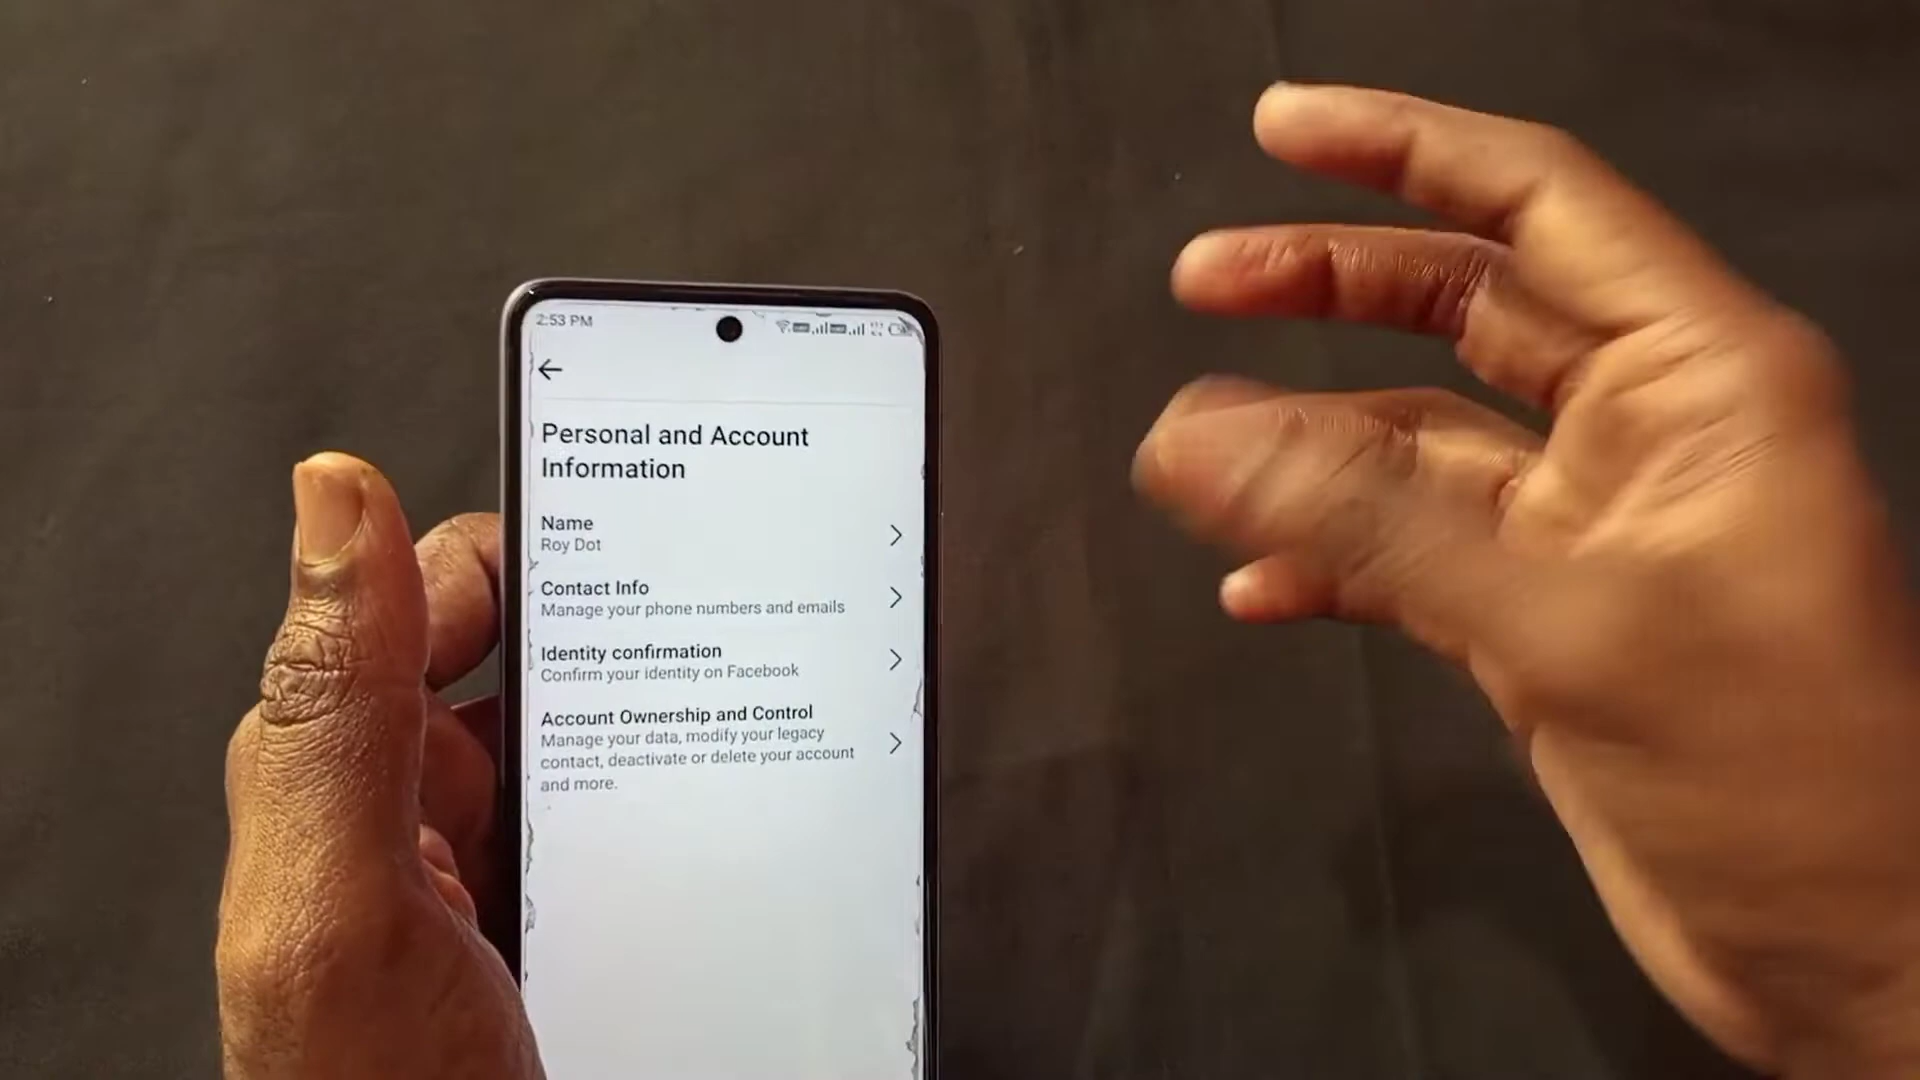 2:53 PM
Personal and Account
Information
Name
Roy Dot
Contact Info
Manage your phone numbers and emails
Identity confirmation
Confirm your identity on Facebook
Account Ownership and Control
Manage your data, modify your legacy
contact, deactivate or delete your account
and more.